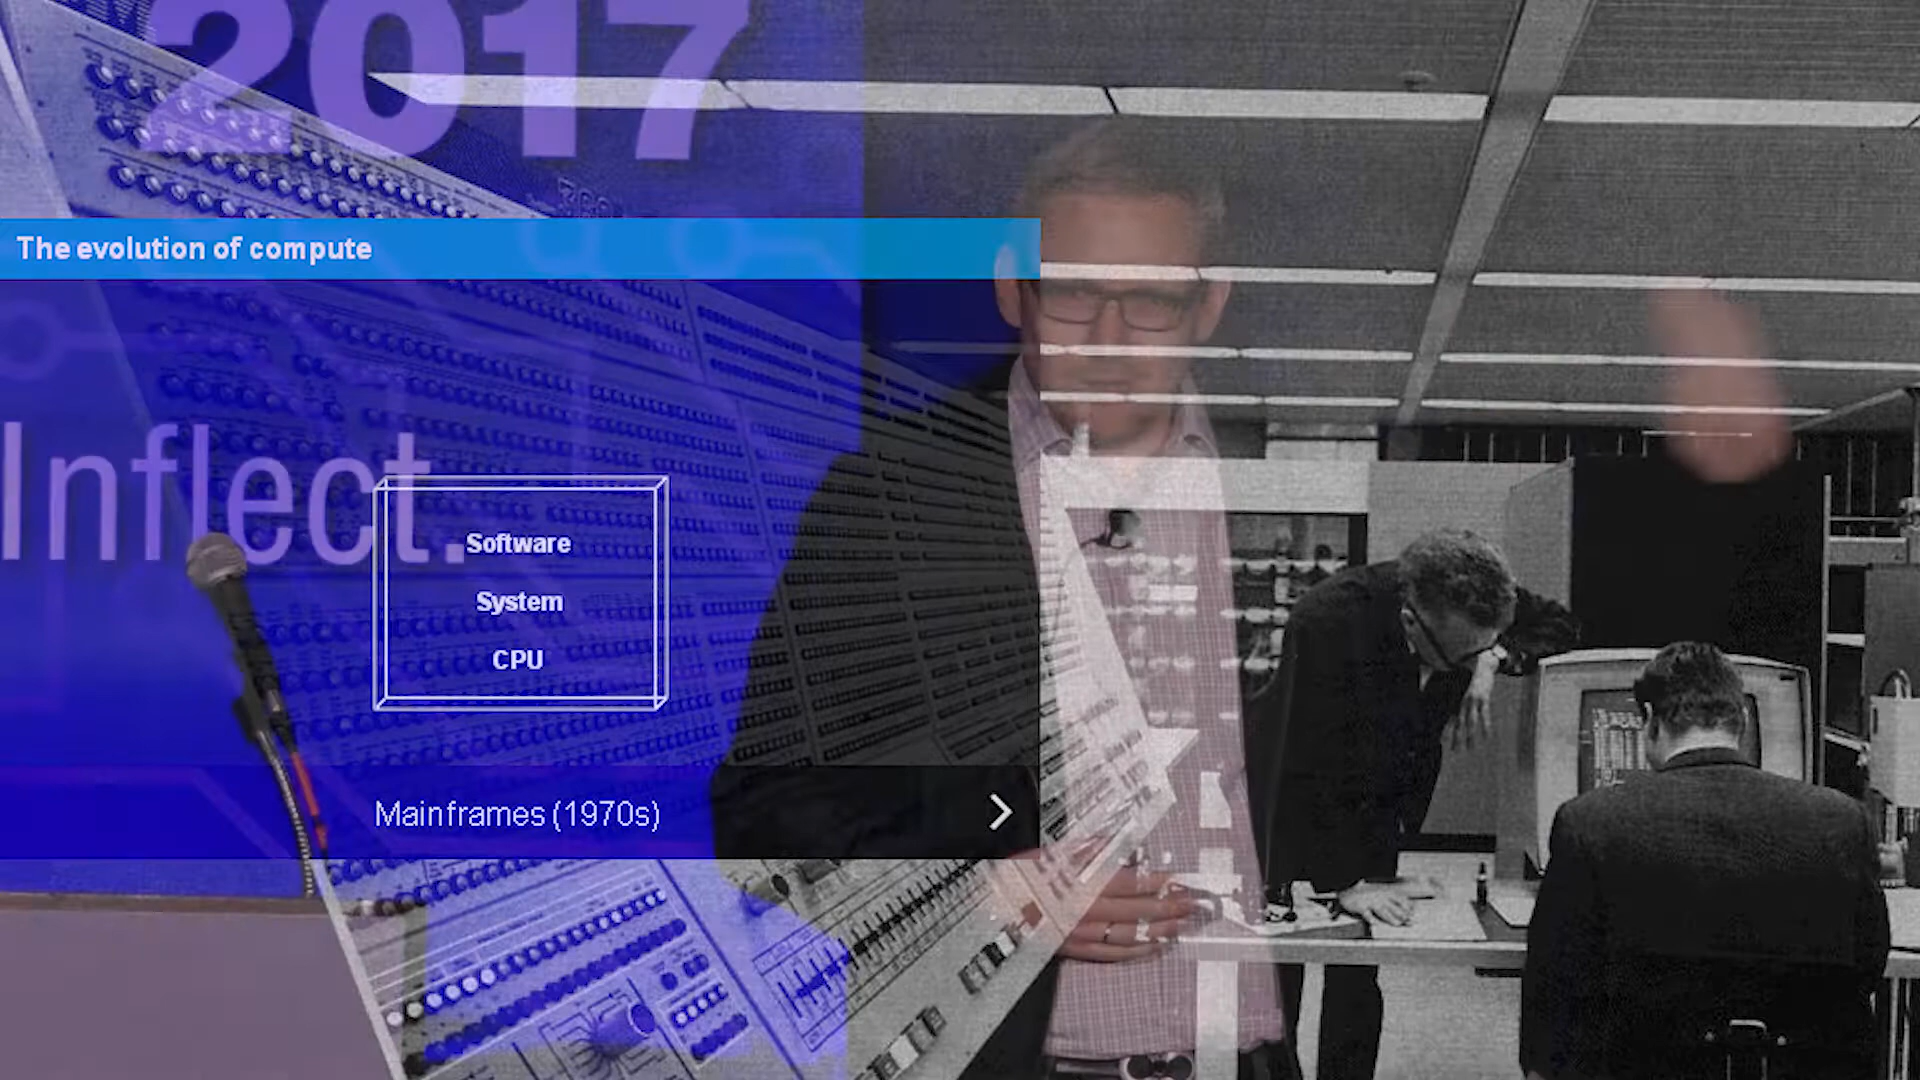 2017
The evolution of compute
Inflect.
Software
System
CPU
Mainframes (1970s)